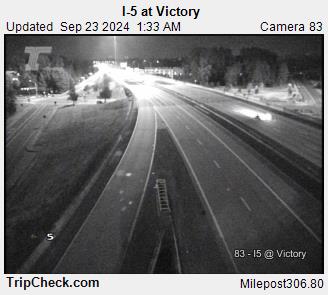 I-5 at Victory
Updated Sep 23 2024 1:33 AM Camera 83
T
5
83 - I5 @ Victory
TripCheck.com Milepost306.80